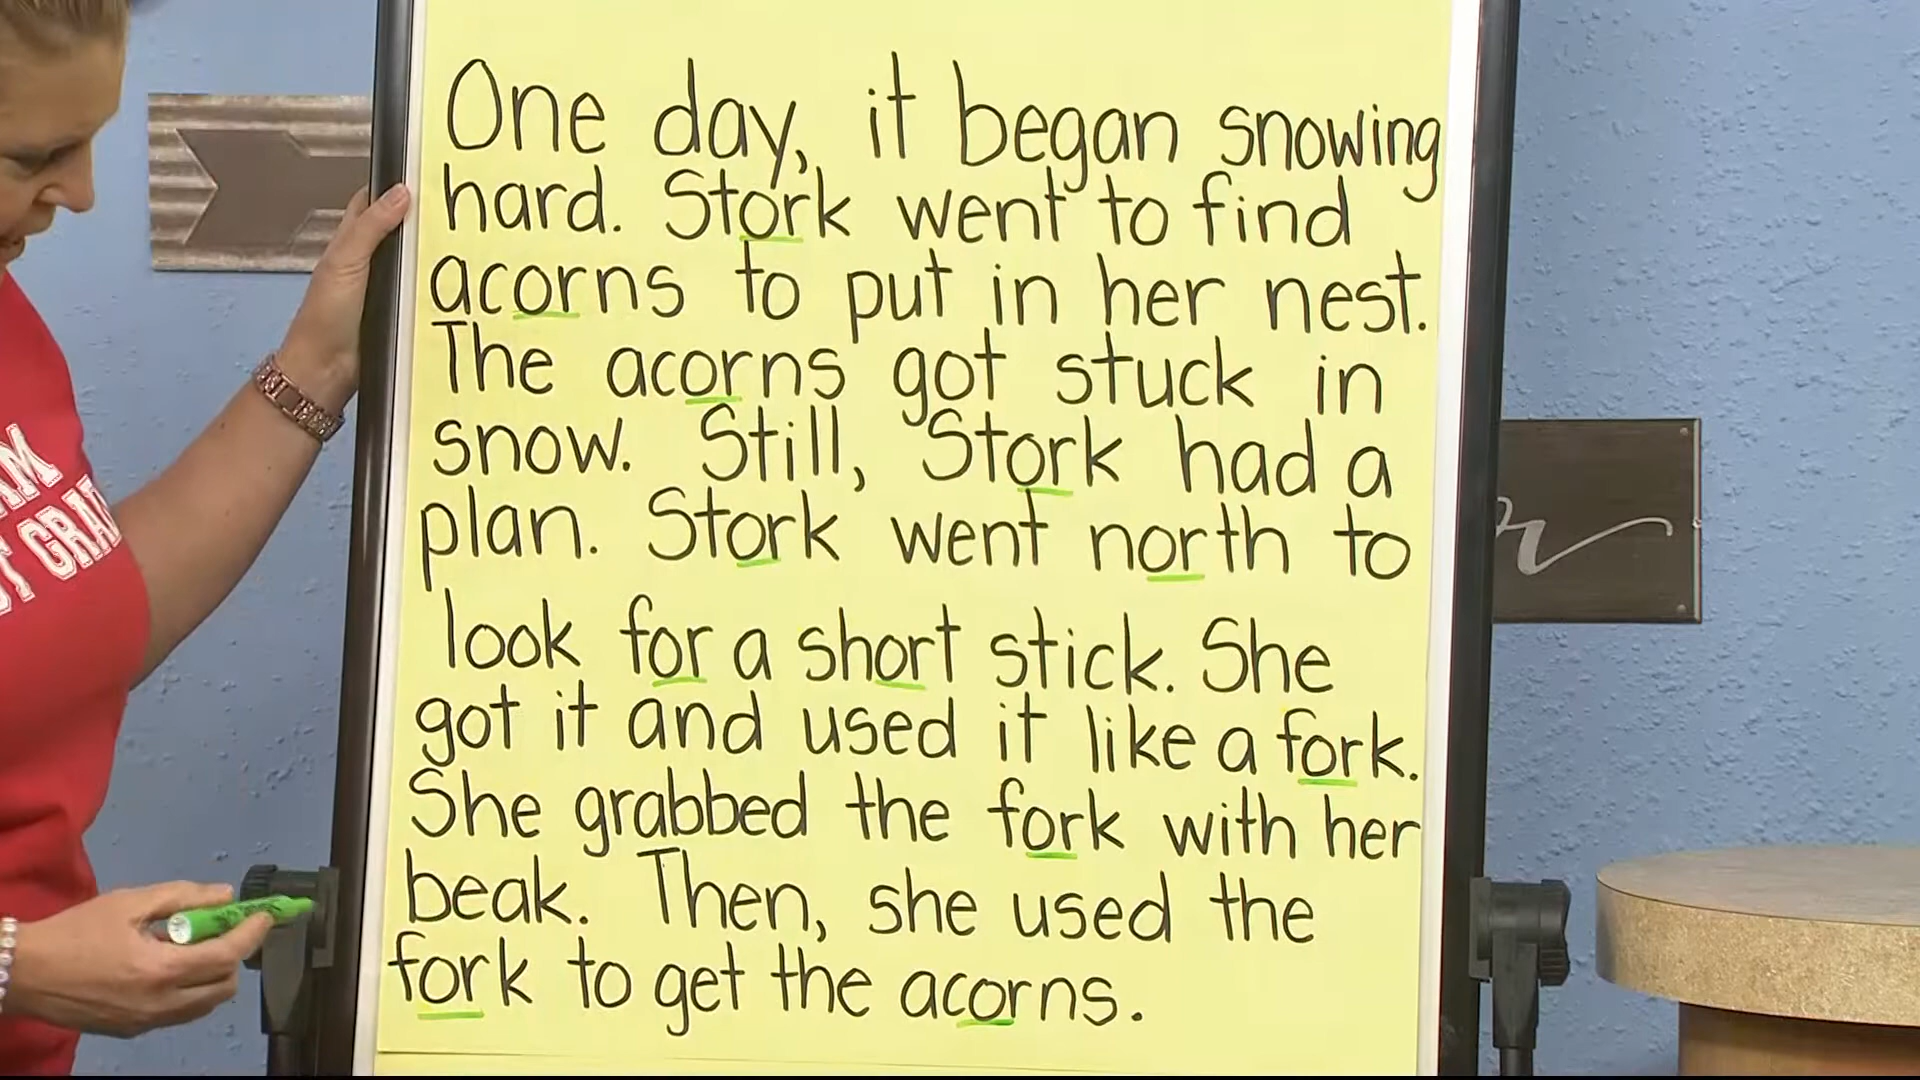 One day, it began snowing
hard. Stork went to find
acorns to put in her nest.
The acorns got stuck in
snow. Still, Stork had a
plan. Stork went north to
look for a short stick. She
got it and used it like a fork.
She grabbed the fork with her
beak. Then, she used the
fork to get the acorns.